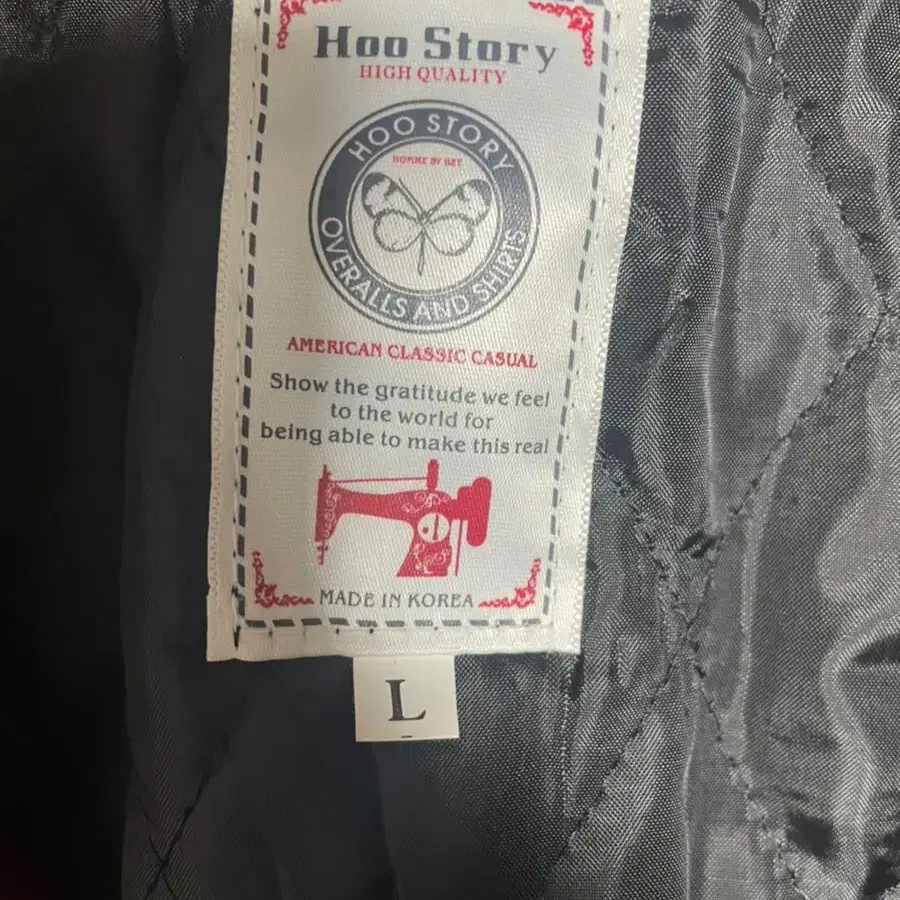 Hoo Story
HIGH QUALITY
HOO STORY
HOMME BY HEE
OVERALLS AND SHIRTS
AMERICAN CLASSIC CASUAL
Show the gratitude we feel
to the world for
being able to make this real
MADE IN KOREA
L